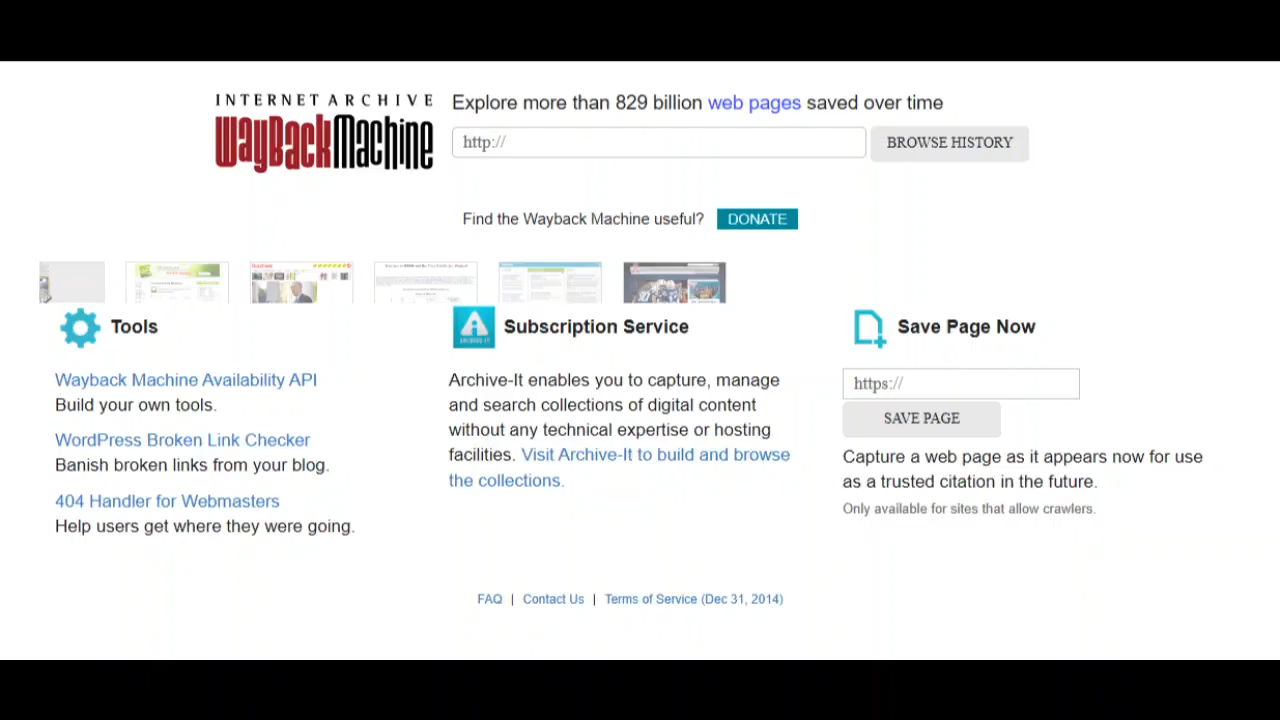 INTERNET ARCHIVE
WayBackMachine
Explore more than 829 billion web pages saved over time
http://
BROWSE HISTORY
Find the Wayback Machine useful?
DONATE
Tools
Wayback Machine Availability API
Build your own tools.
WordPress Broken Link Checker
Banish broken links from your blog.
404 Handler for Webmasters
Help users get where they were going.
ARCHIVE-IT
Subscription Service
Archive-It enables you to capture, manage
and search collections of digital content
without any technical expertise or hosting
facilities. Visit Archive-It to build and browse
the collections.
Save Page Now
https://
SAVE PAGE
Capture a web page as it appears now for use
as a trusted citation in the future.
Only available for sites that allow crawlers.
FAQ | Contact Us | Terms of Service (Dec 31, 2014)